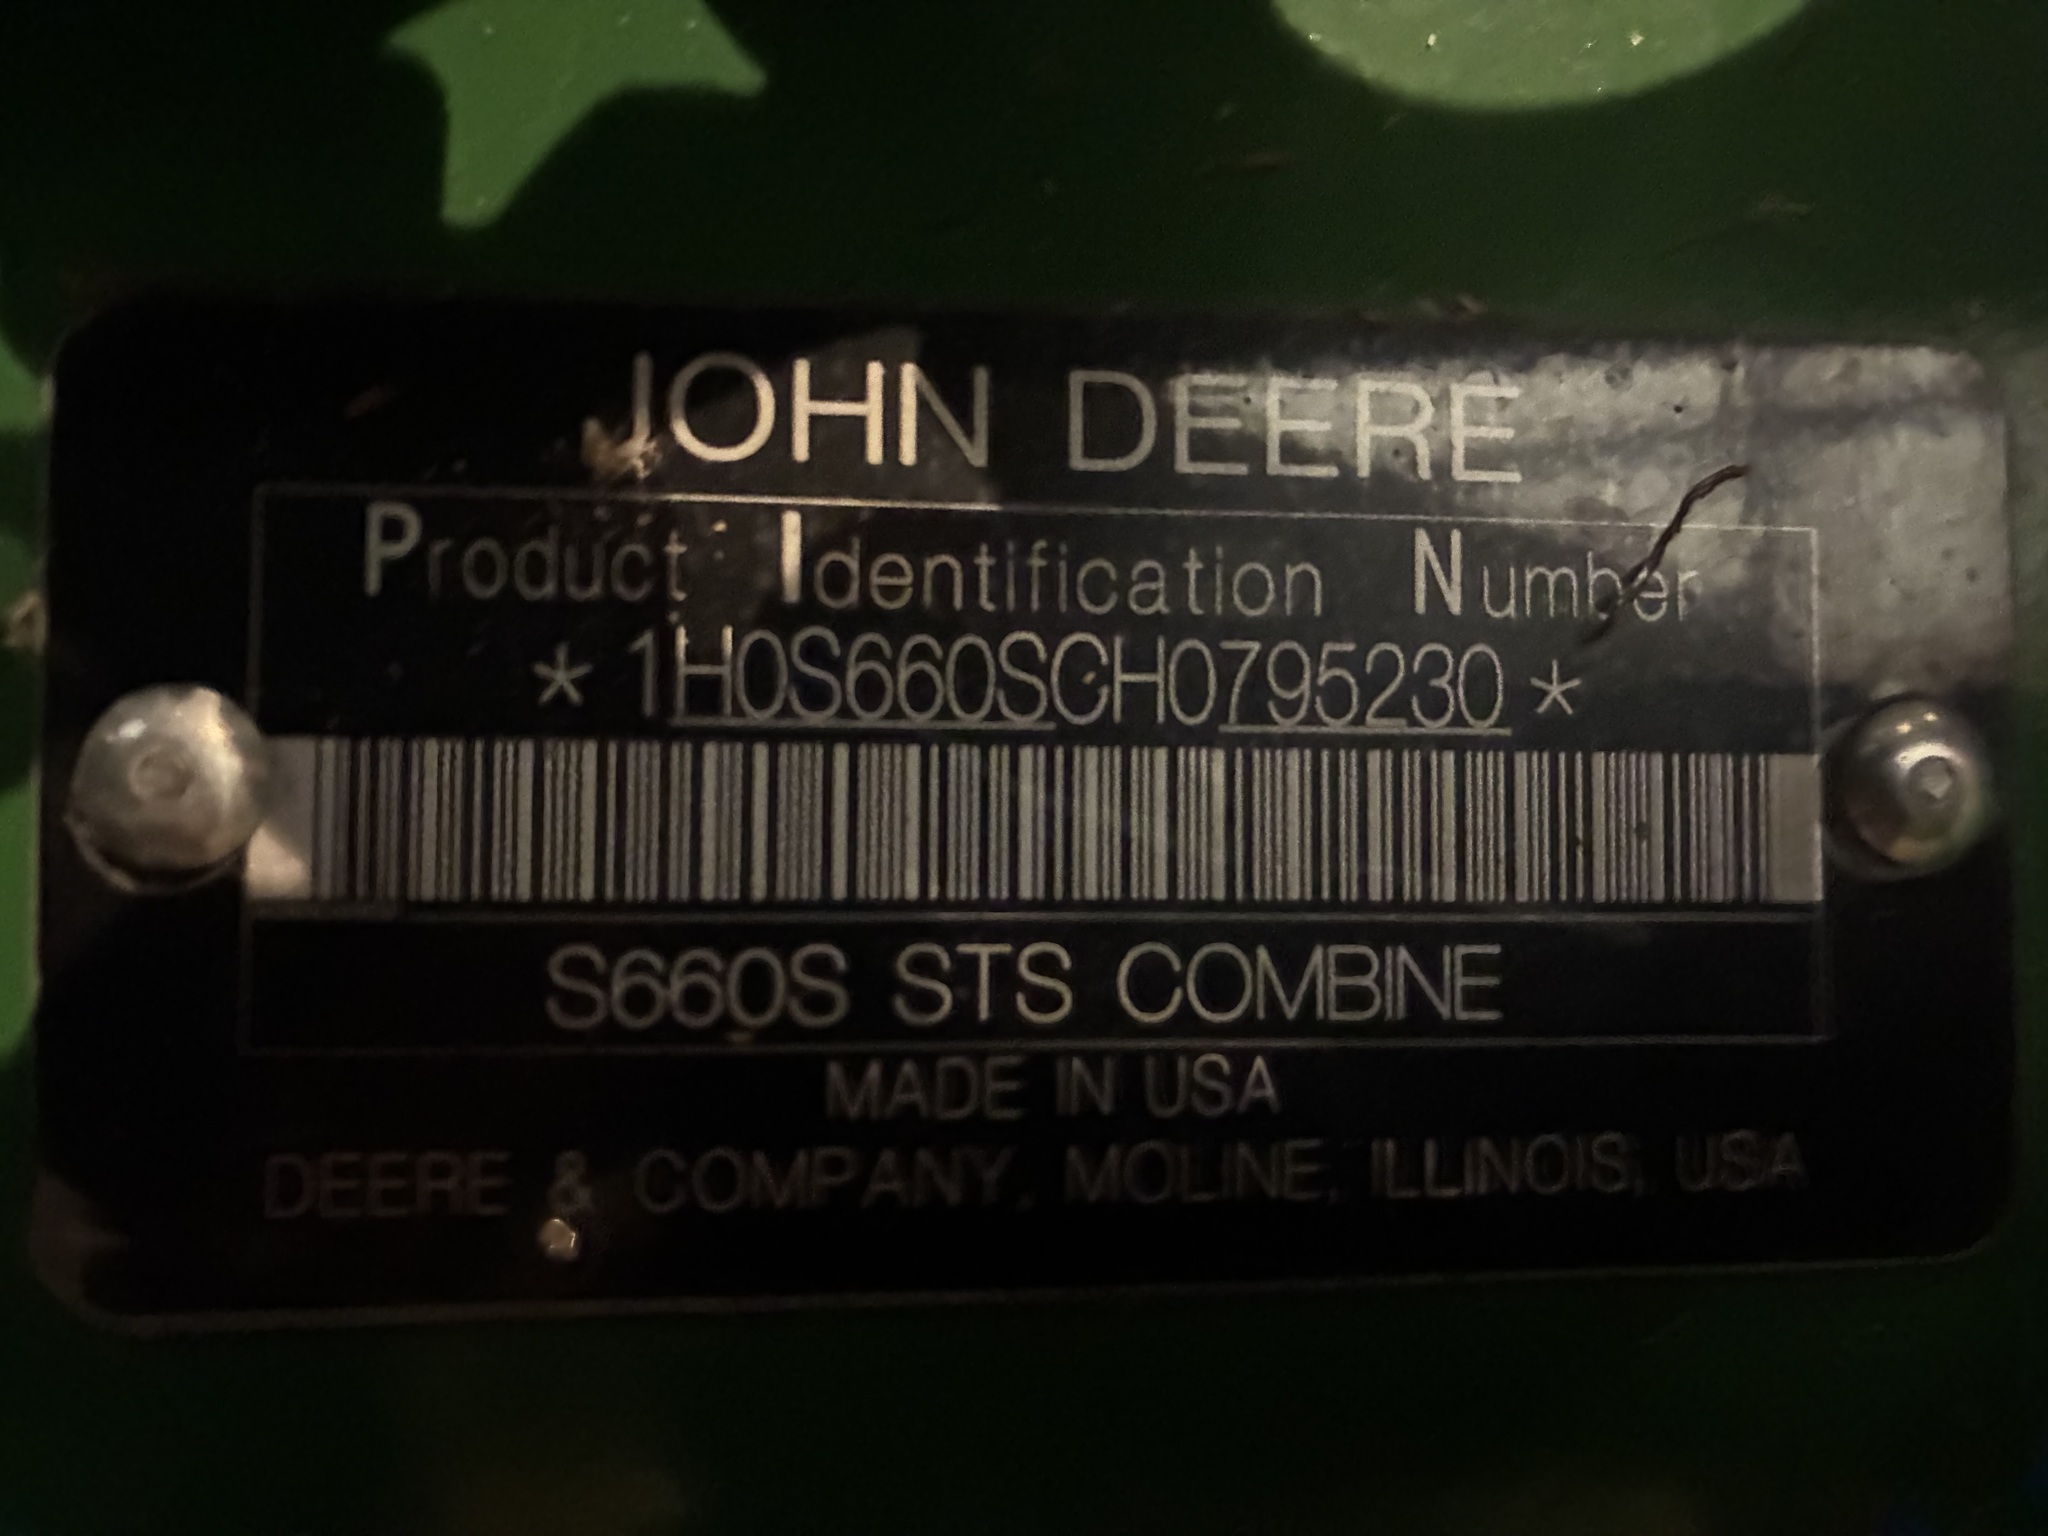 JOHN DEERE
Product Identification Number
*1H0S660SCH0795230*
S660S STS COMBINE
MADE IN USA
DEERE & COMPANY, MOLINE, ILLINOIS, USA